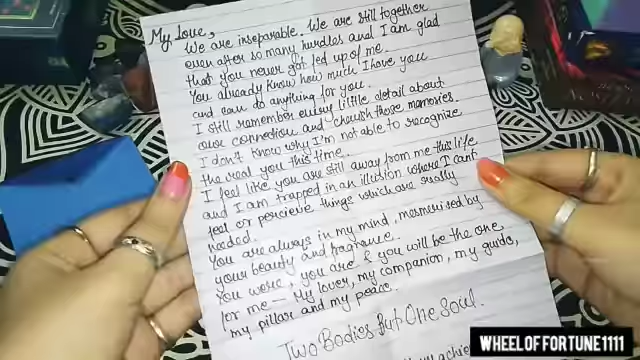 My Love,
We are inseparable. We are still together
even after so many hurdles and I am glad
that you never got fed up of me.
You already know how much I love you
and can do anything for you.
I still remember every little detail about
our connection and cherish those memories.
I don't know why I'm not able to recognize
the real you this time.
I feel like you are still away from me this life
and I am trapped in an illusion where I can't
feel or percieve things which are really
needed.
You are always in my mind, mesmerised by
your beauty and fragrance.
You were, you are & you will be the one
for me — My lover, my companion, my guide,
my pillar and my peace.
Two Bodies But One Soul.
WHEEL OF FORTUNE1111